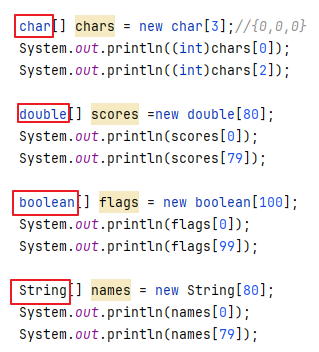 char[] chars = new char[3];//{0,0,0}
System.out.println((int)chars[0]);
System.out.println((int)chars[2]);
double[] scores =new double[80];
System.out.println(scores[0]);
System.out.println(scores[79]);
boolean[] flags = new boolean[100];
System.out.println(flags[0]);
System.out.println(flags[99]);
String[] names = new String[80];
System.out.println(names[0]);
System.out.println(names[79]);